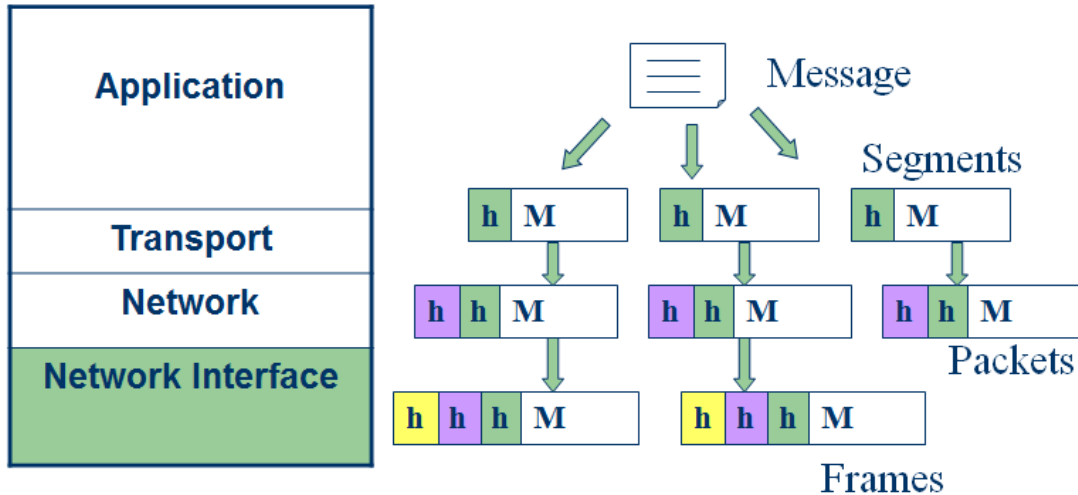 Application
Transport
Network
Network Interface
Message
Segments
h M h M h M
h h M h h M h h M
Packets
h h h M h h h M
Frames